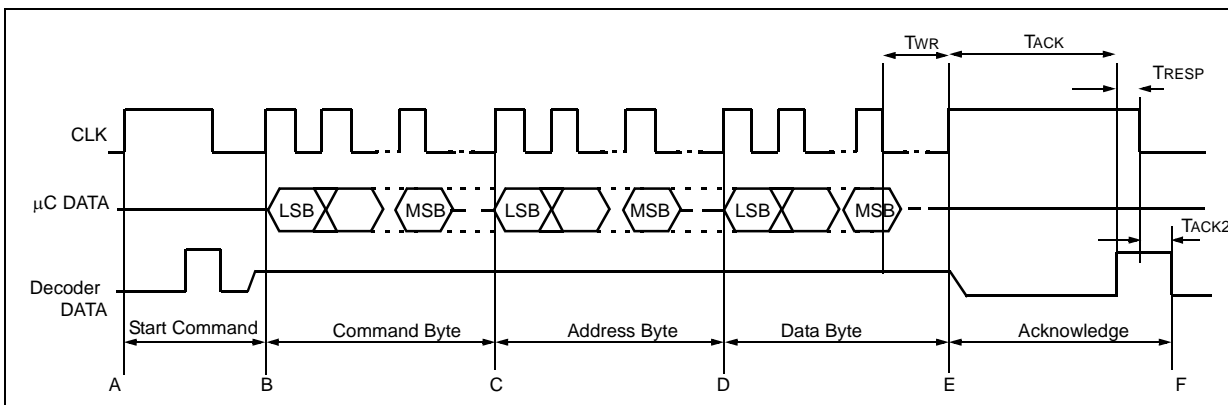 TWR
TACK
TRESP
CLK
μC DATA
LSB
MSB
LSB
MSB
LSB
MSB
TACK2
Decoder
DATA
Start Command
Command Byte
Address Byte
Data Byte
Acknowledge
A
B
C
D
E
F